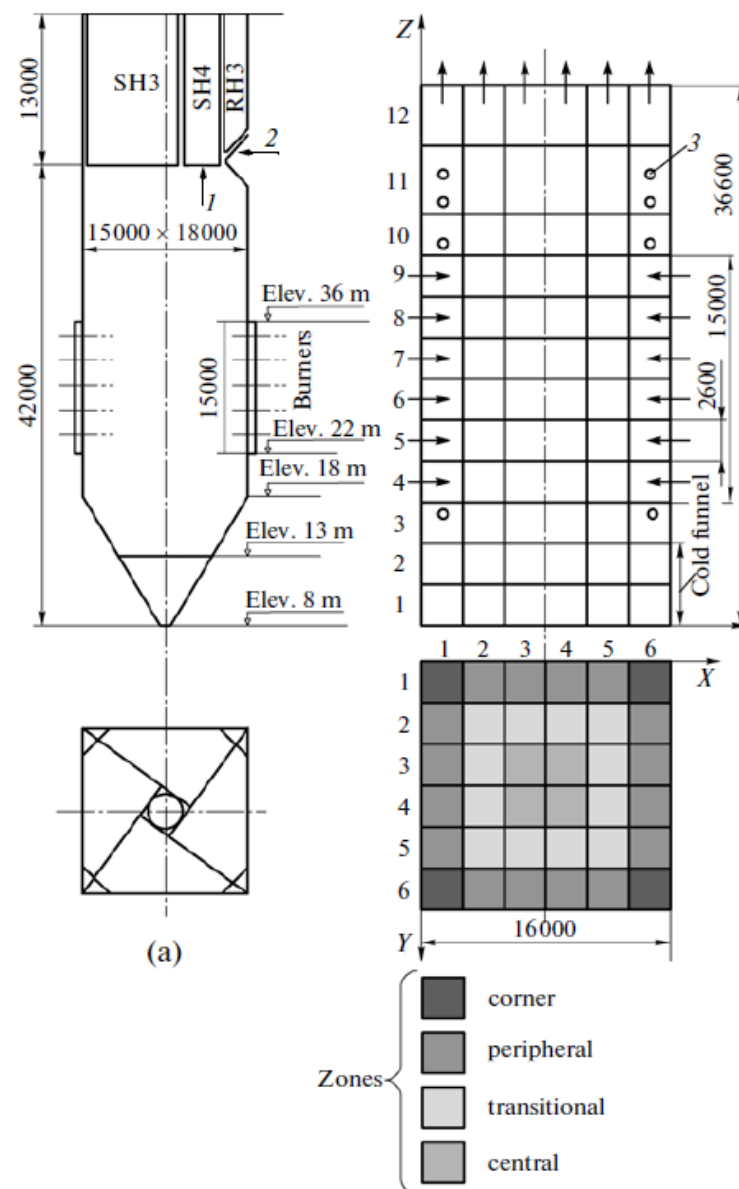 13000
SH3
SH4
RH3
2
1
15000 × 18000
42000
Elev. 36 m
15000
Burners
Elev. 22 m
Elev. 18 m
Elev. 13 m
Elev. 8 m
(a)
Z
12
11
10
9
8
7
6
5
4
3
2
1
3
36600
15000
2600
Cold funnel
1 2 3 4 5 6
X
1
2
3
4
5
6
16000
Y
Zones
corner
peripheral
transitional
central